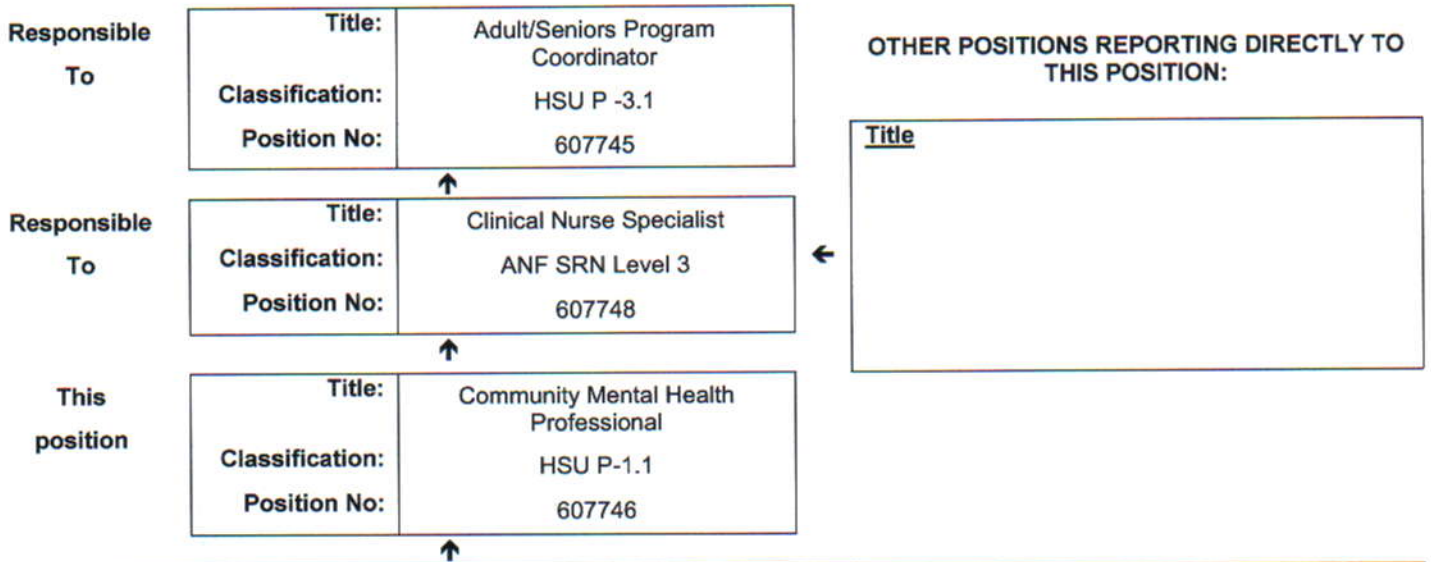 Responsible
To
Title: Adult/Seniors Program
Coordinator
Classification: HSU P -3.1
Position No: 607745
OTHER POSITIONS REPORTING DIRECTLY TO
THIS POSITION:
Title
↑
Responsible
To
Title: Clinical Nurse Specialist
Classification: ANF SRN Level 3
Position No: 607748
←
↑
This
position
Title: Community Mental Health
Professional
Classification: HSU P-1.1
Position No: 607746
↑